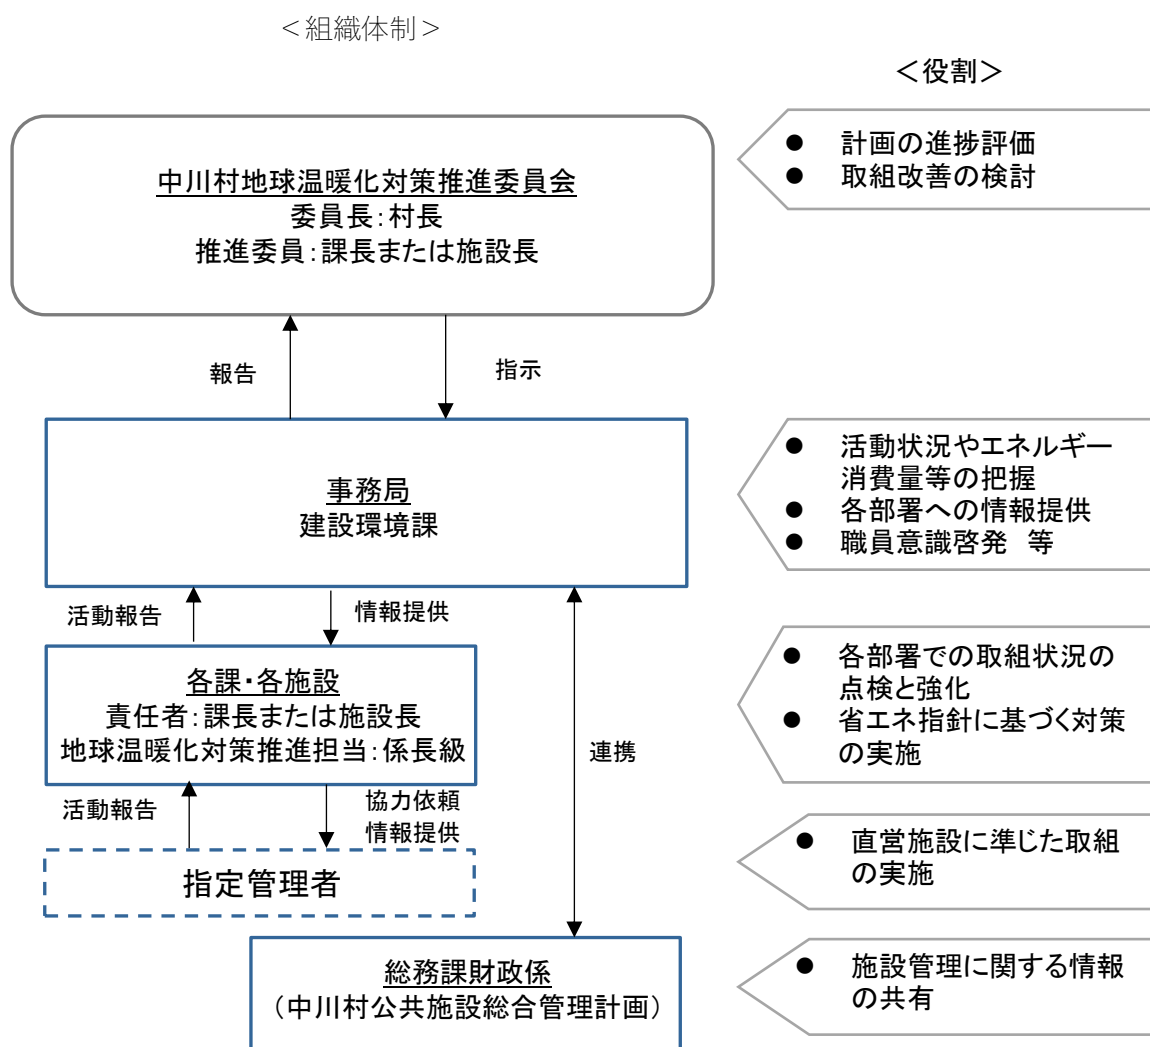 ＜組織体制＞
＜役割＞
中川村地球温暖化対策推進委員会
委員長：村長
推進委員：課長または施設長
● 計画の進捗評価
● 取組改善の検討
報告
指示
事務局
建設環境課
● 活動状況やエネルギー
消費量等の把握
● 各部署への情報提供
● 職員意識啓発　等
活動報告
情報提供
各課・各施設
責任者：課長または施設長
地球温暖化対策推進担当：係長級
● 各部署での取組状況の
点検と強化
● 省エネ指針に基づく対策
の実施
連携
活動報告
協力依頼
情報提供
指定管理者
● 直営施設に準じた取組
の実施
総務課財政係
（中川村公共施設総合管理計画）
● 施設管理に関する情報
の共有